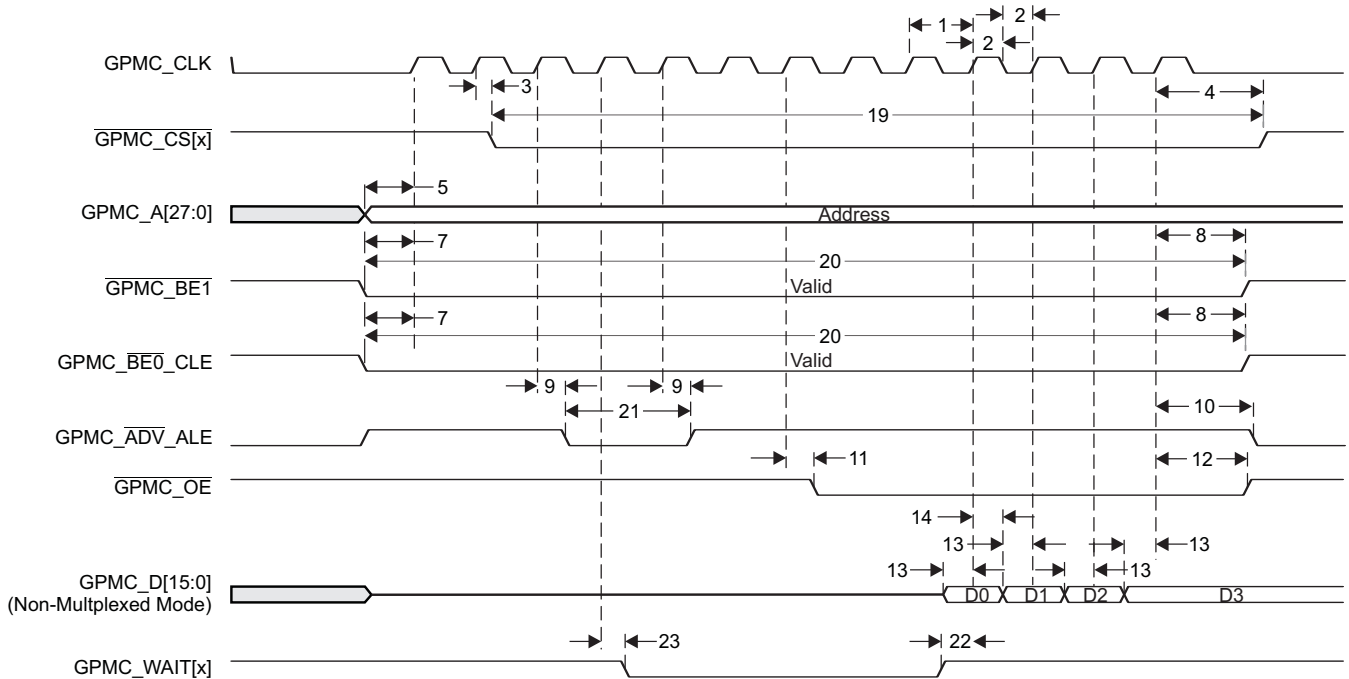 1
2
GPMC_CLK
2
3
4
19
GPMC_CS[x]
5
GPMC_A[27:0]
Address
7
8
20
GPMC_BE1
Valid
7
8
20
GPMC_BE0_CLE
Valid
9
9
10
21
GPMC_ADV_ALE
11
12
GPMC_OE
14
13
13
GPMC_D[15:0]
13
13
(Non-Multplexed Mode)
D0
D1
D2
D3
23
22
GPMC_WAIT[x]